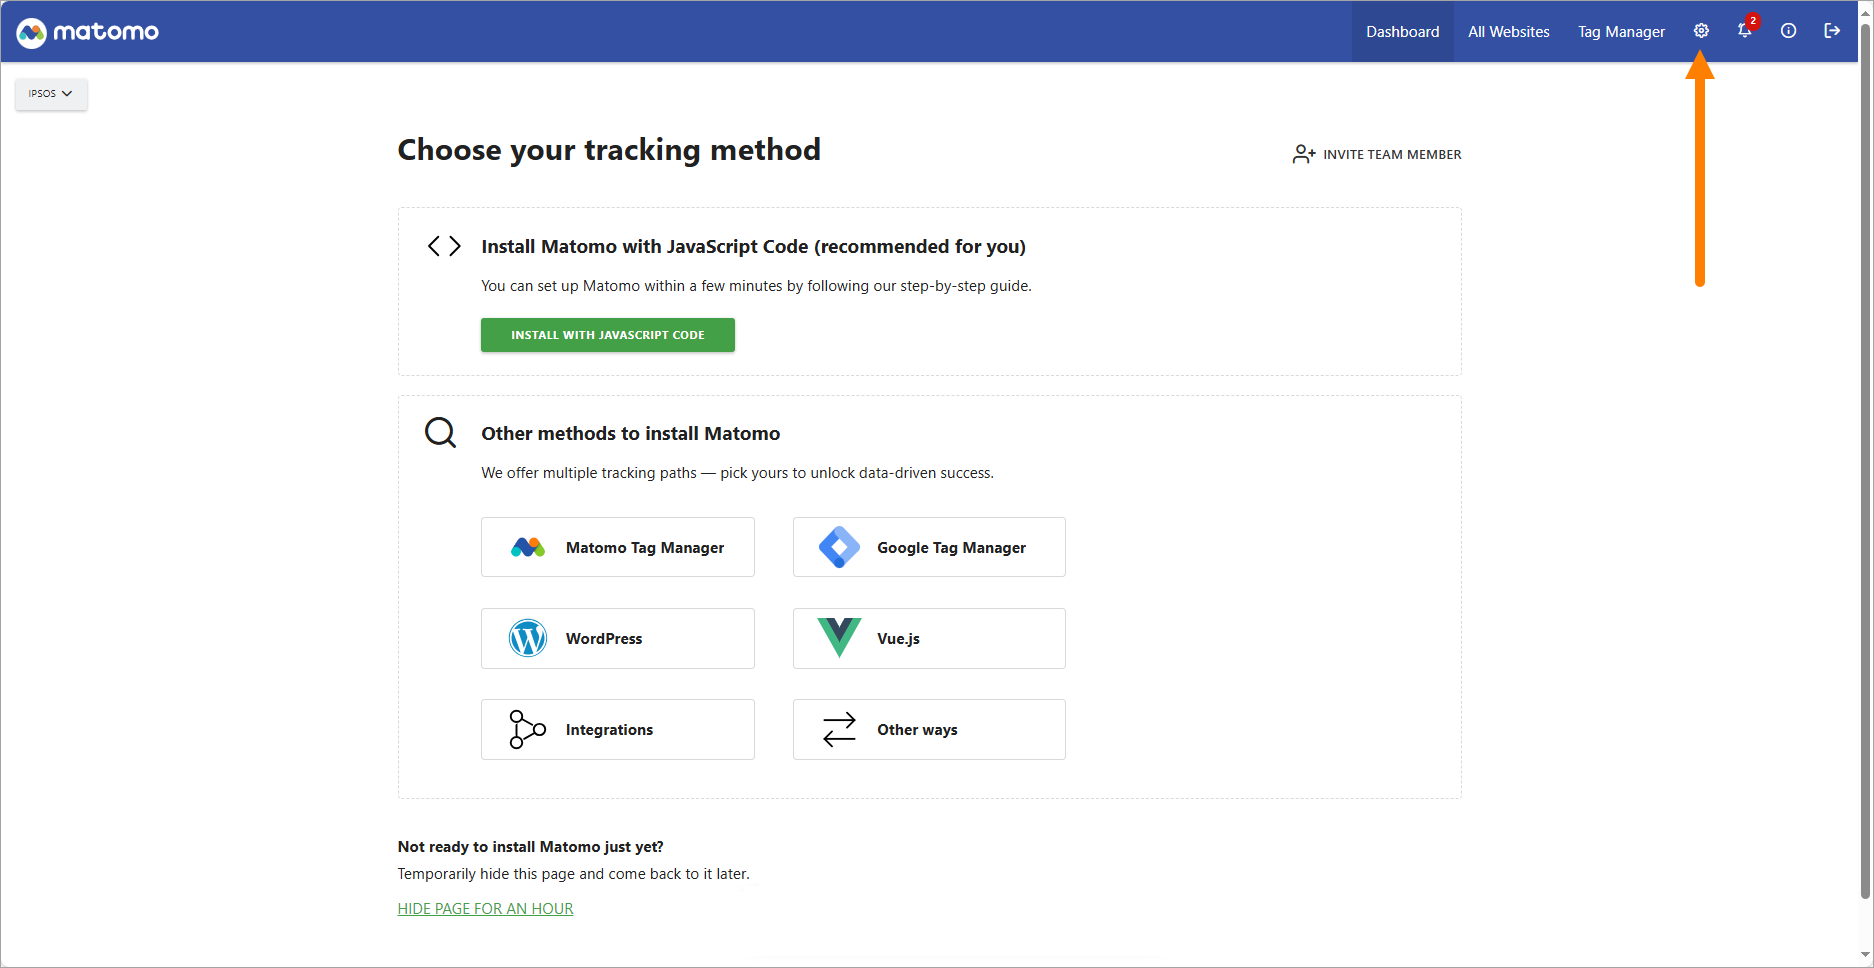 matomo
Dashboard
All Websites
Tag Manager
2
IPSOS
Choose your tracking method
INVITE TEAM MEMBER
Install Matomo with JavaScript Code (recommended for you)
You can set up Matomo within a few minutes by following our step-by-step guide.
INSTALL WITH JAVASCRIPT CODE
Other methods to install Matomo
We offer multiple tracking paths — pick yours to unlock data-driven success.
Matomo Tag Manager
Google Tag Manager
WordPress
Vue.js
Integrations
Other ways
Not ready to install Matomo just yet?
Temporarily hide this page and come back to it later.
HIDE PAGE FOR AN HOUR